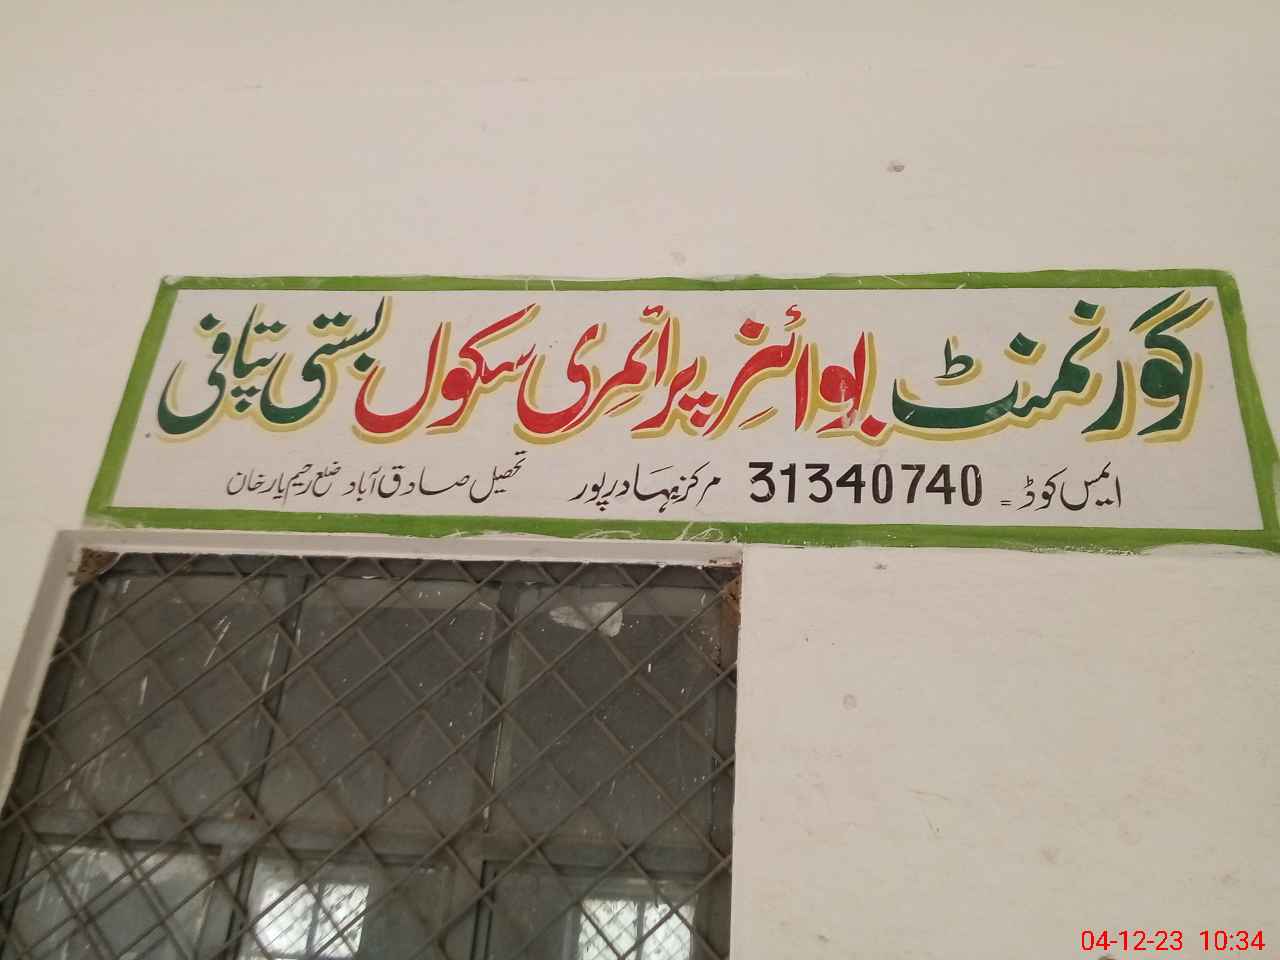 گورنمنٹ بوائز پرائمری سکول بستی تپافی
ایمس کوڈ = 31340740 مرکز بہادر پور تحصیل صادق آباد ضلع رحیم یار خان
04-12-23 10:34